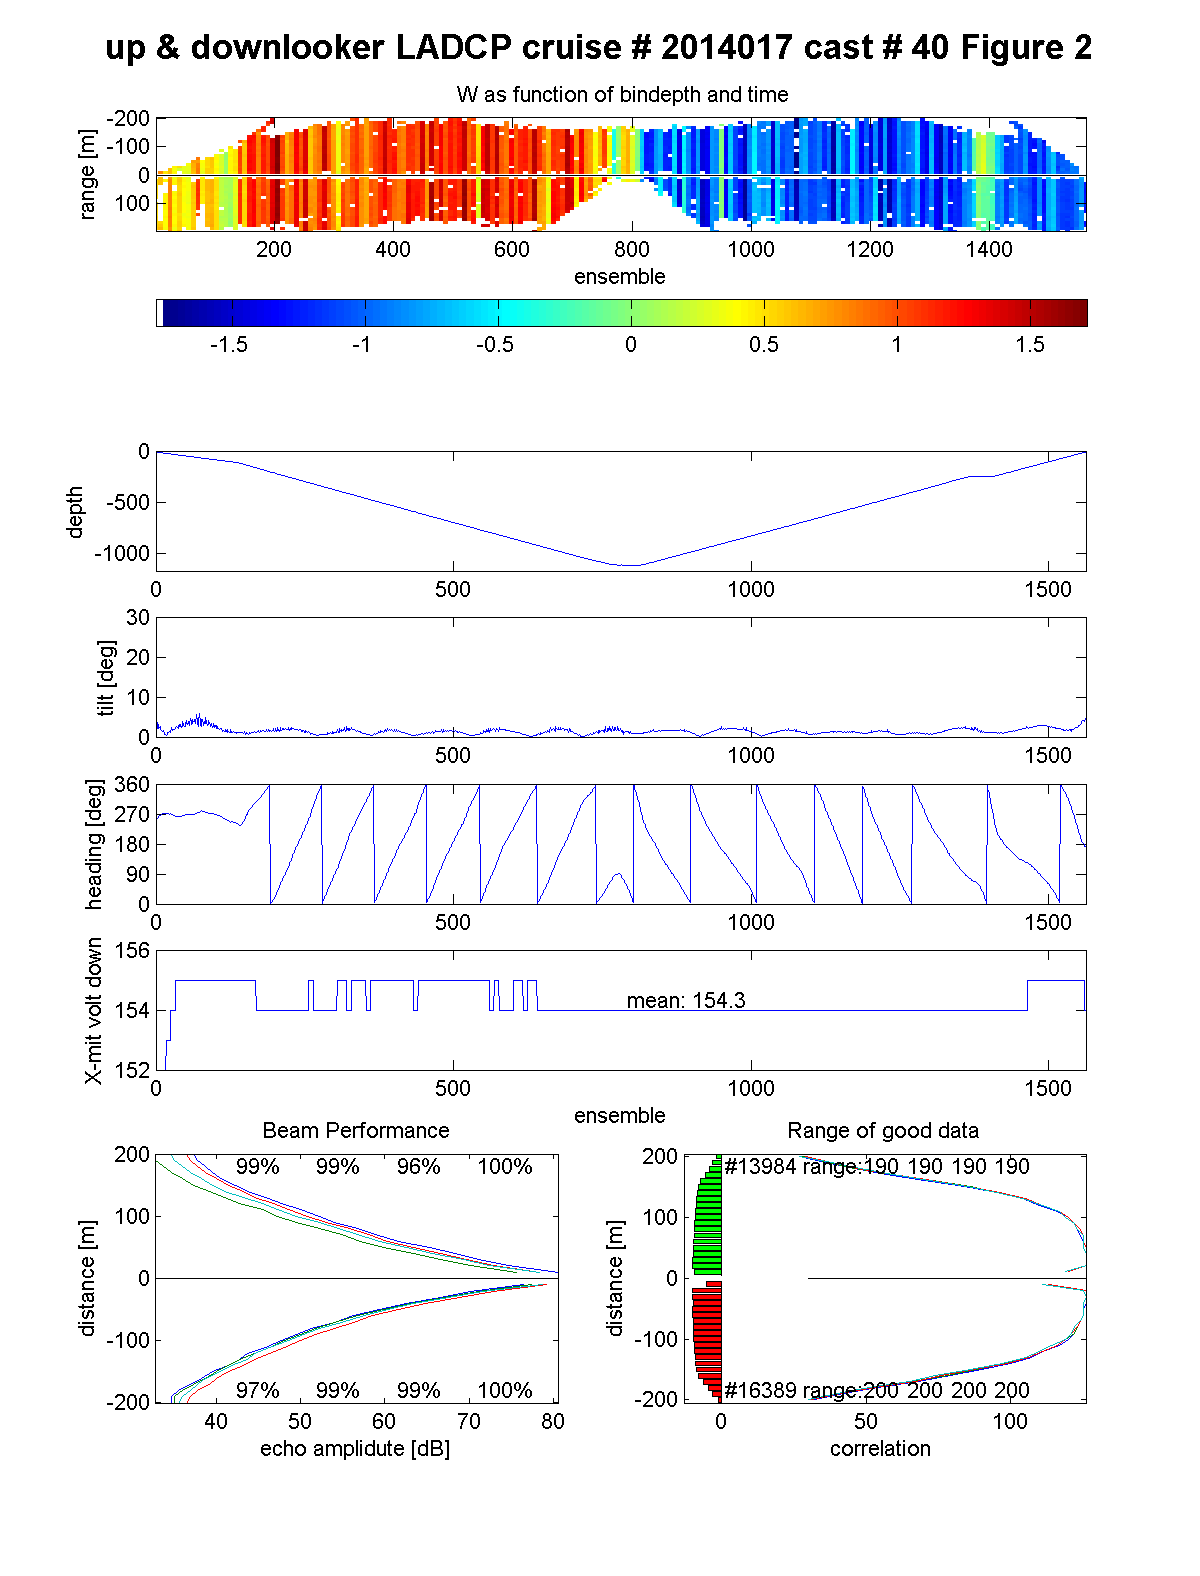 up & downlooker LADCP cruise # 2014017 cast # 40 Figure 2
W as function of bindepth and time
range [m]
-200
-100
0
100
200 400 600 800 1000 1200 1400
ensemble
-1.5 -1 -0.5 0 0.5 1 1.5
depth
0
-500
-1000
0 500 1000 1500
tilt [deg]
30
20
10
0
0 500 1000 1500
heading [deg]
360
270
180
90
0
0 500 1000 1500
X-mit volt down
156
154
152
mean: 154.3
0 500 1000 1500
ensemble
Beam Performance
distance [m]
200
100
0
-100
-200
99% 99% 96% 100%
97% 99% 99% 100%
40 50 60 70 80
echo amplidute [dB]
Range of good data
distance [m]
200
100
0
-100
-200
#13984 range:190 190 190 190
#16389 range:200 200 200 200
0 50 100
correlation